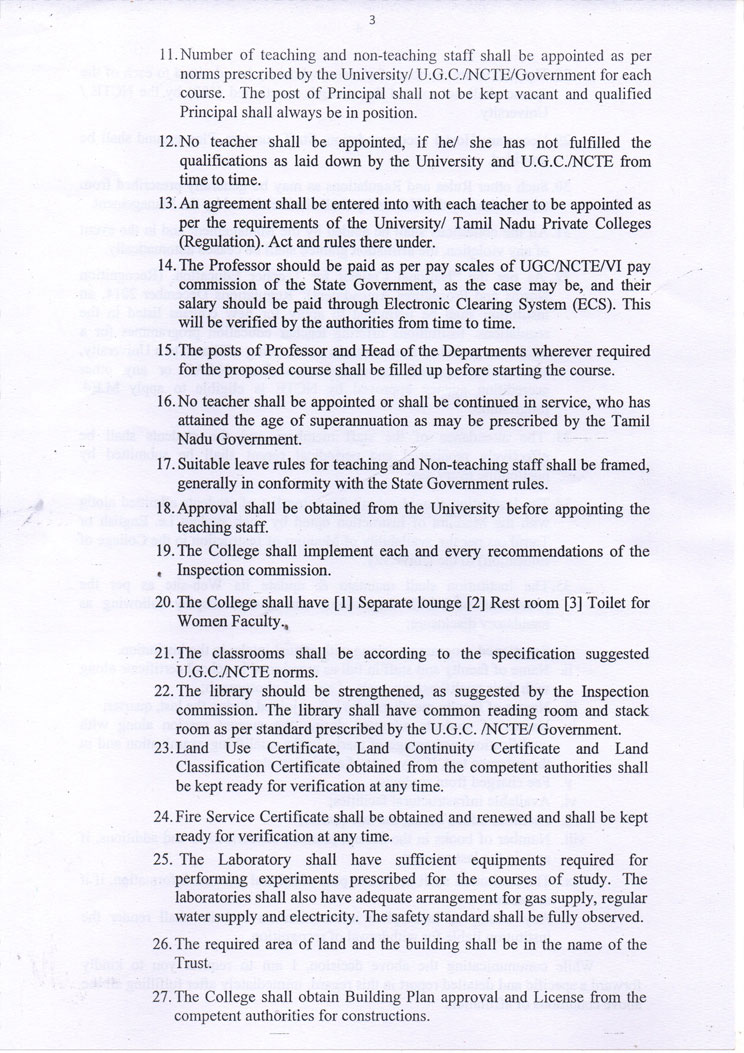 3
11. Number of teaching and non-teaching staff shall be appointed as per
norms prescribed by the University/ U.G.C./NCTE/Government for each
course. The post of Principal shall not be kept vacant and qualified
Principal shall always be in position.
12. No teacher shall be appointed, if he/ she has not fulfilled the
qualifications as laid down by the University and U.G.C./NCTE from
time to time.
13. An agreement shall be entered into with each teacher to be appointed as
per the requirements of the University/ Tamil Nadu Private Colleges
(Regulation). Act and rules there under.
14. The Professor should be paid as per pay scales of UGC/NCTE/VI pay
commission of the State Government, as the case may be, and their
salary should be paid through Electronic Clearing System (ECS). This
will be verified by the authorities from time to time.
15. The posts of Professor and Head of the Departments wherever required
for the proposed course shall be filled up before starting the course.
16. No teacher shall be appointed or shall be continued in service, who has
attained the age of superannuation as may be prescribed by the Tamil
Nadu Government.
17. Suitable leave rules for teaching and Non-teaching staff shall be framed,
generally in conformity with the State Government rules.
18. Approval shall be obtained from the University before appointing the
teaching staff.
19. The College shall implement each and every recommendations of the
Inspection commission.
20. The College shall have [1] Separate lounge [2] Rest room [3] Toilet for
Women Faculty.
21. The classrooms shall be according to the specification suggested
U.G.C./NCTE norms.
22. The library should be strengthened, as suggested by the Inspection
commission. The library shall have common reading room and stack
room as per standard prescribed by the U.G.C. /NCTE/ Government.
23. Land Use Certificate, Land Continuity Certificate and Land
Classification Certificate obtained from the competent authorities shall
be kept ready for verification at any time.
24. Fire Service Certificate shall be obtained and renewed and shall be kept
ready for verification at any time.
25. The Laboratory shall have sufficient equipments required for
performing experiments prescribed for the courses of study. The
laboratories shall also have adequate arrangement for gas supply, regular
water supply and electricity. The safety standard shall be fully observed.
26. The required area of land and the building shall be in the name of the
Trust.
27. The College shall obtain Building Plan approval and License from the
competent authorities for constructions.